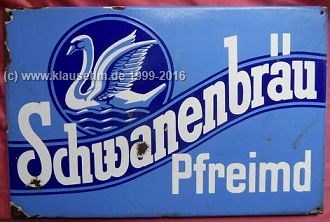 (c) www.klausehm.de 1999-2016
Schwanenbräu
Pfreimd